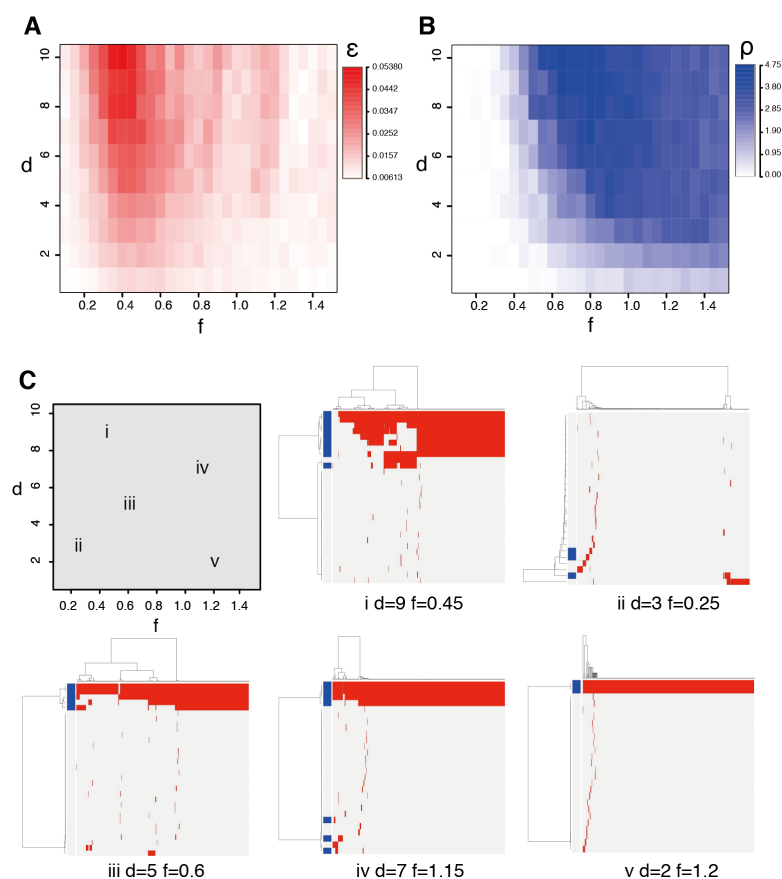 A
ε
0.05380
0.0442
0.0347
0.0252
0.0157
0.00613
10
8
6
4
2
d
0.2 0.4 0.6 0.8 1.0 1.2 1.4
f
B
ρ
4.75
3.80
2.85
1.90
0.95
0.00
10
8
6
4
2
d
0.2 0.4 0.6 0.8 1.0 1.2 1.4
f
C
10
8
6
4
2
d
i
iv
iii
ii
v
0.2 0.4 0.6 0.8 1.0 1.2 1.4
f
i d=9 f=0.45
ii d=3 f=0.25
iii d=5 f=0.6
iv d=7 f=1.15
v d=2 f=1.2